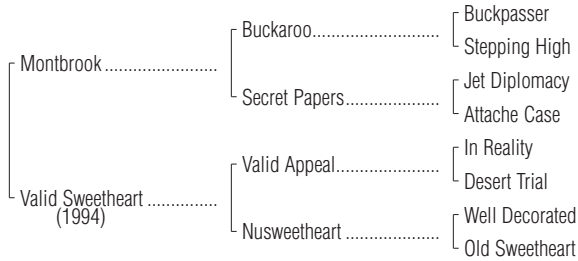 Buckpasser
Buckaroo........................
Stepping High
Montbrook .....................
Jet Diplomacy
Secret Papers..................
Attache Case
In Reality
Valid Appeal....................
Desert Trial
Valid Sweetheart .............
(1994)
Well Decorated
Nusweetheart ..................
Old Sweetheart